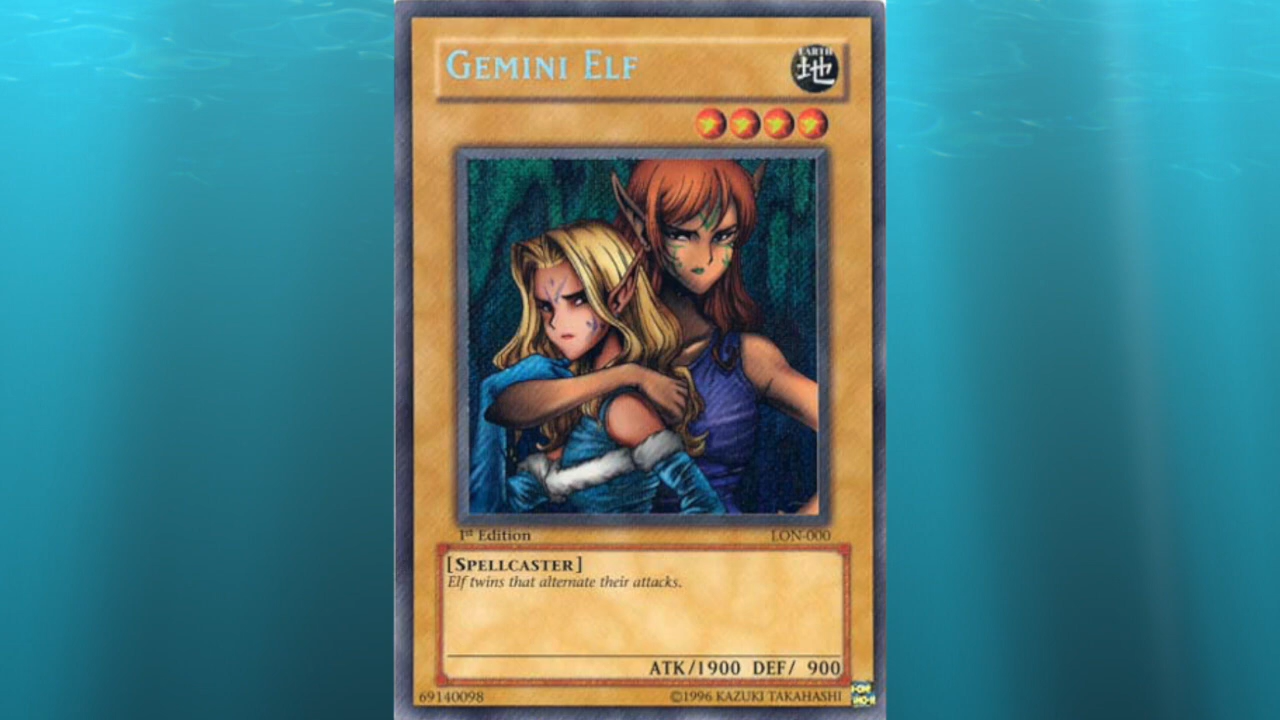 GEMINI ELF
EARTH
地
1st Edition
LON-000
[SPELLCASTER]
Elf twins that alternate their attacks.
ATK/1900 DEF/ 900
69140098
©1996 KAZUKI TAKAHASHI